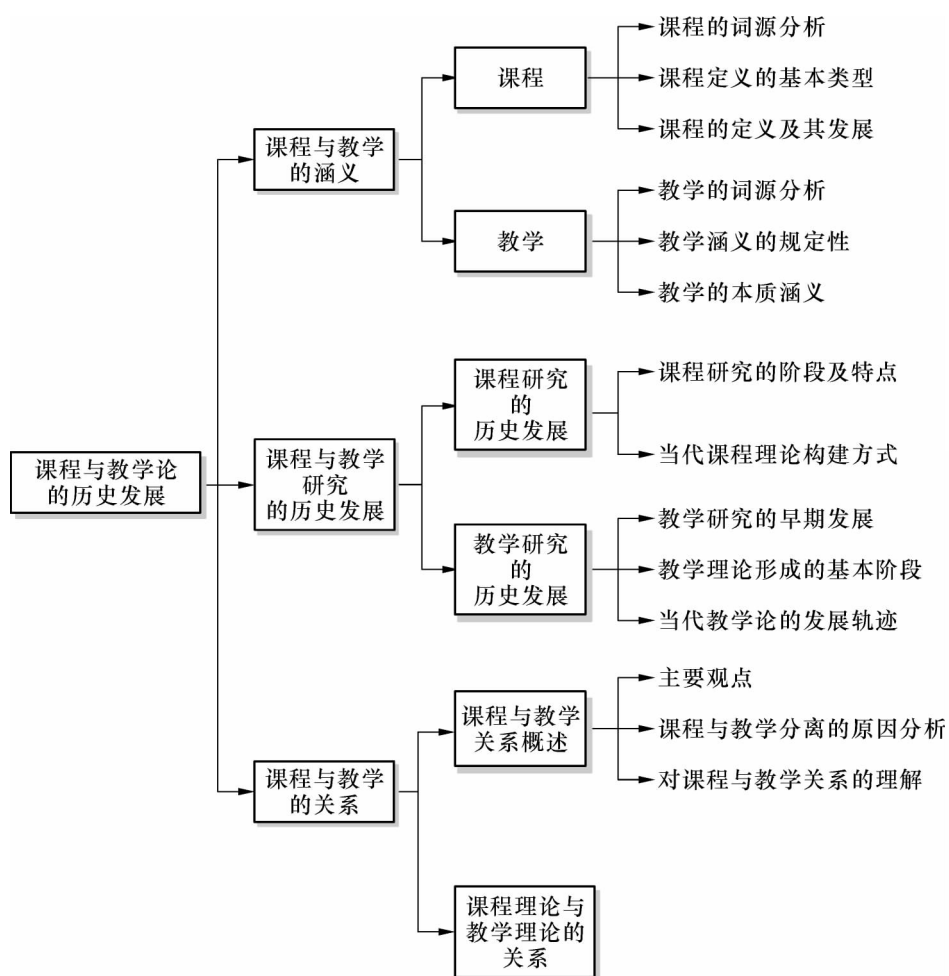 课程与教学论
的历史发展
课程与教学
的涵义
课程
课程的词源分析
课程定义的基本类型
课程的定义及其发展
教学
教学的词源分析
教学涵义的规定性
教学的本质涵义
课程与教学
研究
的历史发展
课程研究
的
历史发展
课程研究的阶段及特点
当代课程理论构建方式
教学研究
的
历史发展
教学研究的早期发展
教学理论形成的基本阶段
当代教学论的发展轨迹
课程与教学
的关系
课程与教学
关系概述
主要观点
课程与教学分离的原因分析
对课程与教学关系的理解
课程理论与
教学理论的
关系